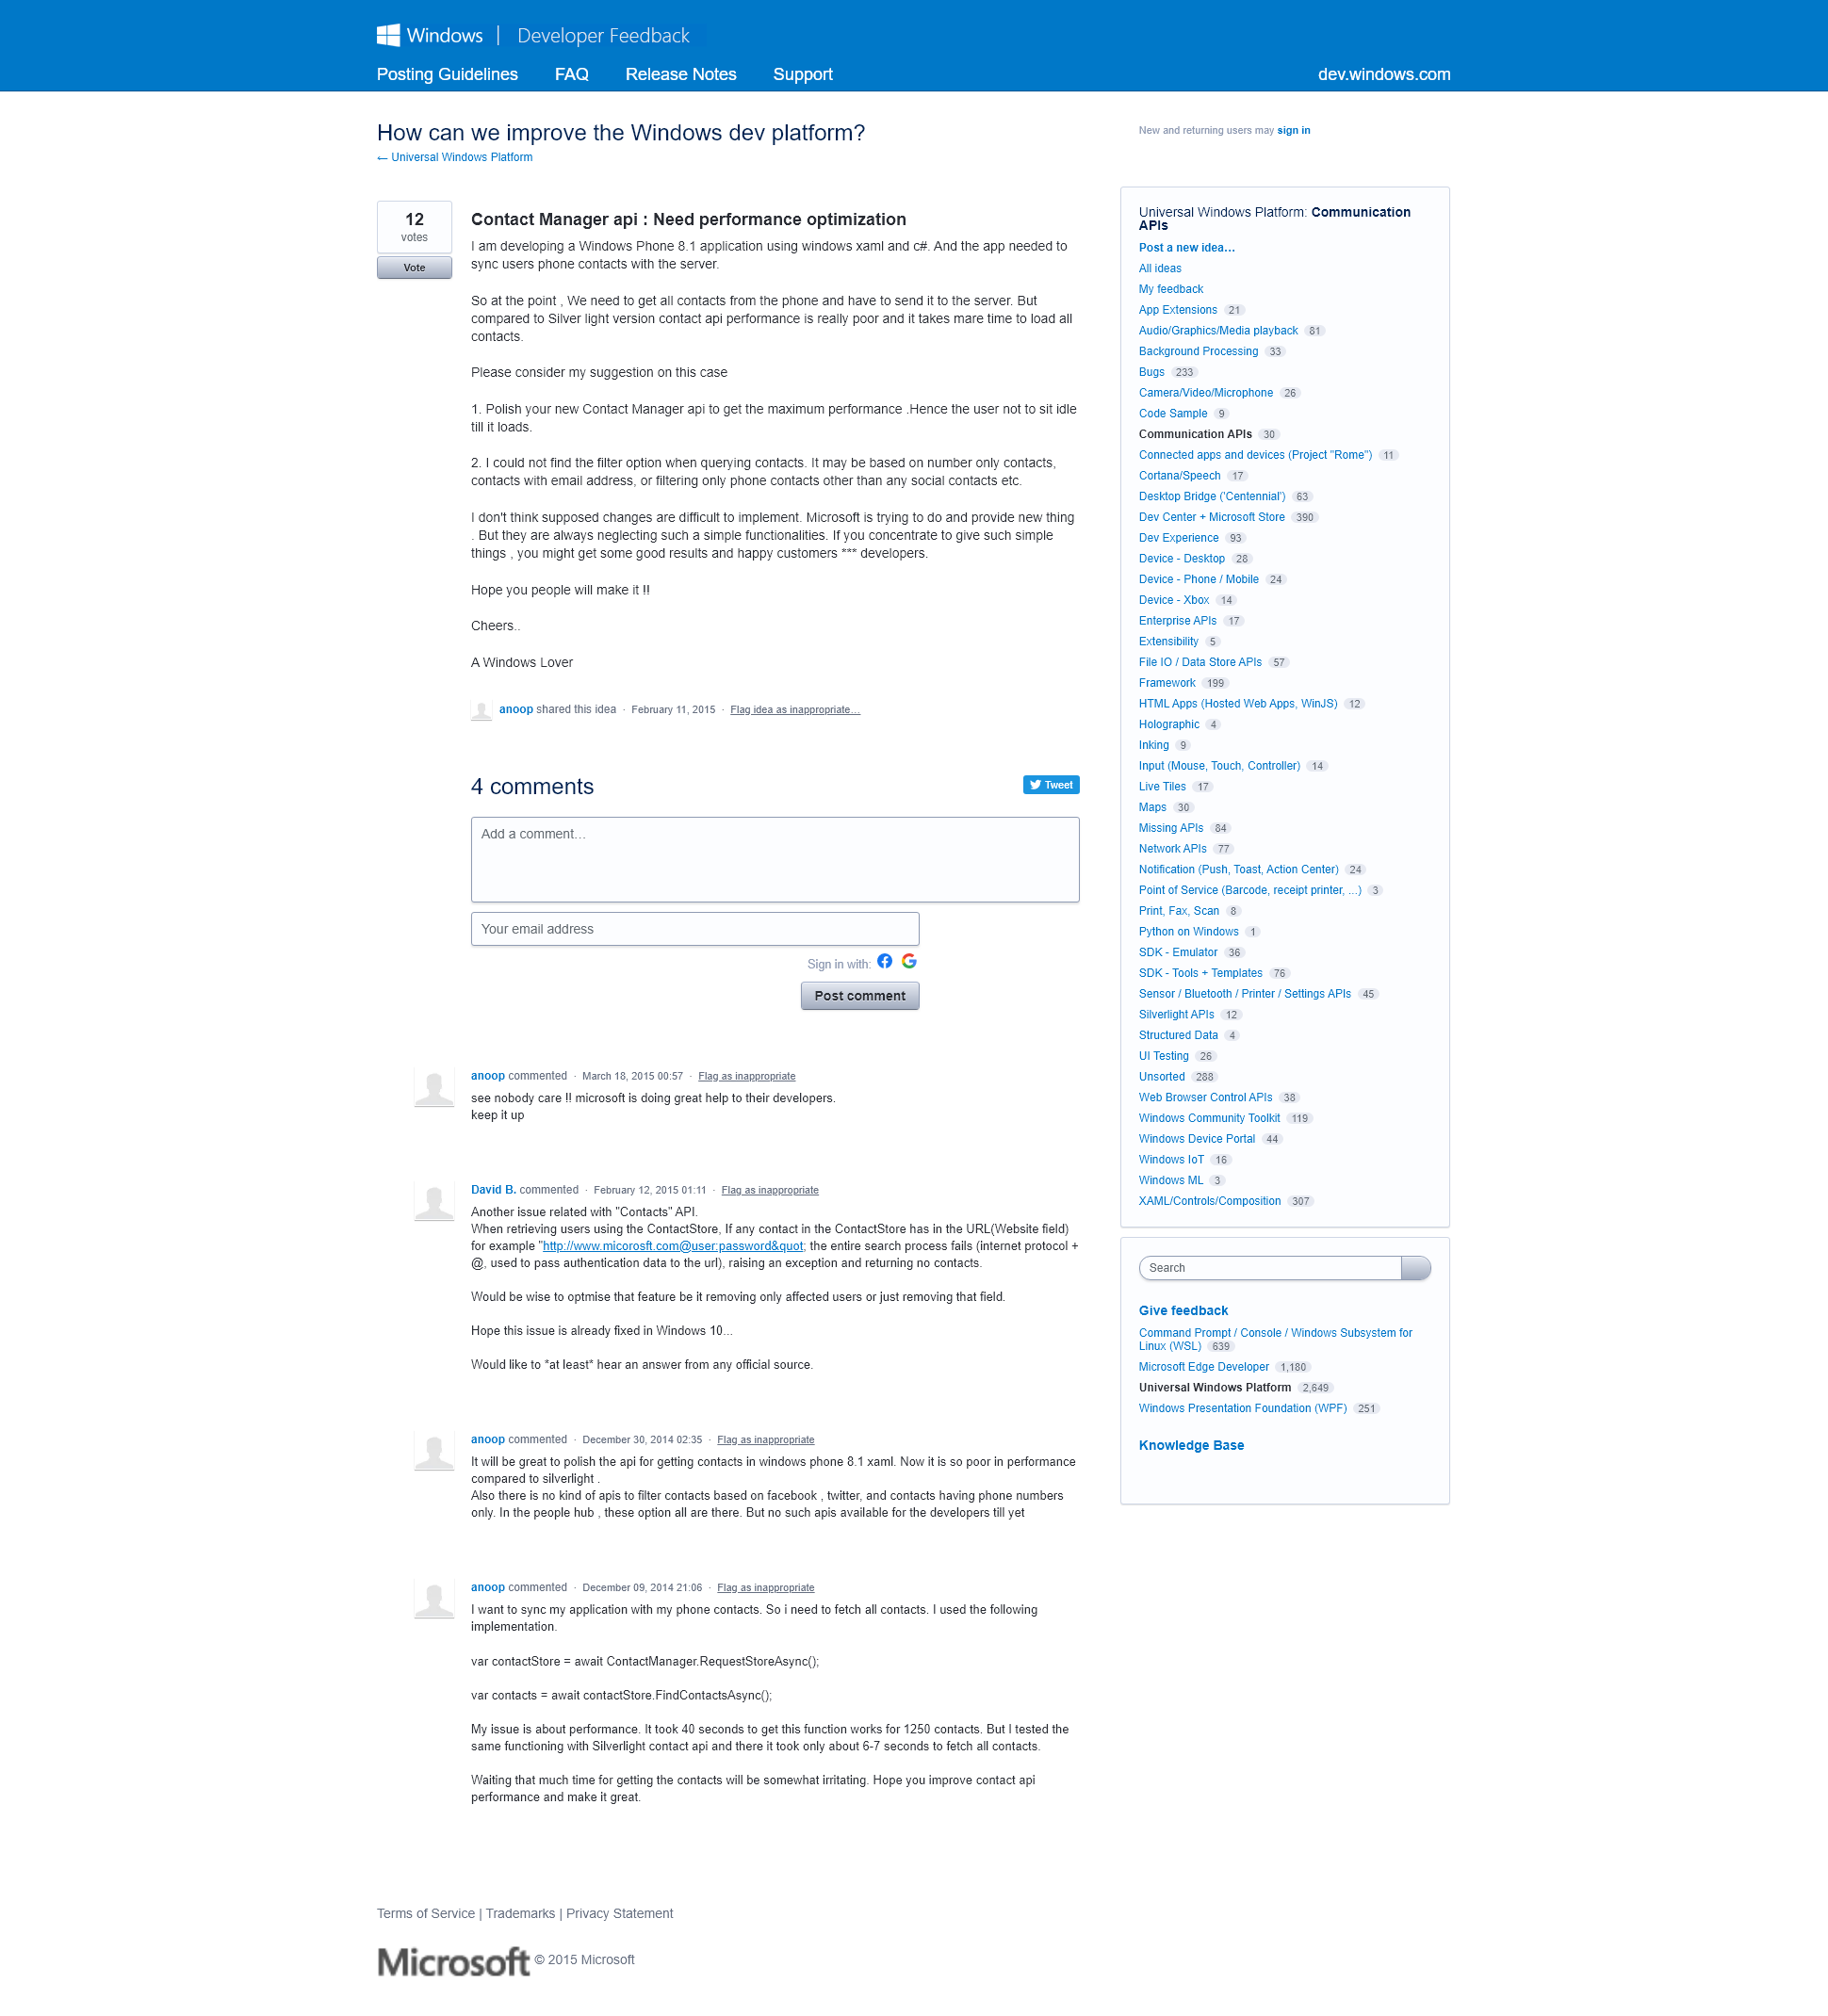 Windows | Developer Feedback
Posting Guidelines FAQ Release Notes Support dev.windows.com
How can we improve the Windows dev platform?
← Universal Windows Platform
New and returning users may sign in
12
votes
Vote
Contact Manager api : Need performance optimization
I am developing a Windows Phone 8.1 application using windows xaml and c#. And the app needed to
sync users phone contacts with the server.
So at the point , We need to get all contacts from the phone and have to send it to the server. But
compared to Silver light version contact api performance is really poor and it takes mare time to load all
contacts.
Please consider my suggestion on this case
1. Polish your new Contact Manager api to get the maximum performance .Hence the user not to sit idle
till it loads.
2. I could not find the filter option when querying contacts. It may be based on number only contacts,
contacts with email address, or filtering only phone contacts other than any social contacts etc.
I don't think supposed changes are difficult to implement. Microsoft is trying to do and provide new thing
. But they are always neglecting such a simple functionalities. If you concentrate to give such simple
things , you might get some good results and happy customers *** developers.
Hope you people will make it !!
Cheers..
A Windows Lover
anoop shared this idea · February 11, 2015 · Flag idea as inappropriate…
4 comments
Tweet
Add a comment…
Your email address
Sign in with:
Post comment
anoop commented · March 18, 2015 00:57 · Flag as inappropriate
see nobody care !! microsoft is doing great help to their developers.
keep it up
David B. commented · February 12, 2015 01:11 · Flag as inappropriate
Another issue related with "Contacts" API.
When retrieving users using the ContactStore, If any contact in the ContactStore has in the URL(Website field)
for example "http://www.micorosft.com@user:password&quot; the entire search process fails (internet protocol +
@, used to pass authentication data to the url), raising an exception and returning no contacts.
Would be wise to optmise that feature be it removing only affected users or just removing that field.
Hope this issue is already fixed in Windows 10...
Would like to *at least* hear an answer from any official source.
anoop commented · December 30, 2014 02:35 · Flag as inappropriate
It will be great to polish the api for getting contacts in windows phone 8.1 xaml. Now it is so poor in performance
compared to silverlight .
Also there is no kind of apis to filter contacts based on facebook , twitter, and contacts having phone numbers
only. In the people hub , these option all are there. But no such apis available for the developers till yet
anoop commented · December 09, 2014 21:06 · Flag as inappropriate
I want to sync my application with my phone contacts. So i need to fetch all contacts. I used the following
implementation.
var contactStore = await ContactManager.RequestStoreAsync();
var contacts = await contactStore.FindContactsAsync();
My issue is about performance. It took 40 seconds to get this function works for 1250 contacts. But I tested the
same functioning with Silverlight contact api and there it took only about 6-7 seconds to fetch all contacts.
Waiting that much time for getting the contacts will be somewhat irritating. Hope you improve contact api
performance and make it great.
Universal Windows Platform: Communication
APIs
Post a new idea…
All ideas
My feedback
App Extensions 21
Audio/Graphics/Media playback 81
Background Processing 33
Bugs 233
Camera/Video/Microphone 26
Code Sample 9
Communication APIs 30
Connected apps and devices (Project "Rome") 11
Cortana/Speech 17
Desktop Bridge ('Centennial') 63
Dev Center + Microsoft Store 390
Dev Experience 93
Device - Desktop 28
Device - Phone / Mobile 24
Device - Xbox 14
Enterprise APIs 17
Extensibility 5
File IO / Data Store APIs 57
Framework 199
HTML Apps (Hosted Web Apps, WinJS) 12
Holographic 4
Inking 9
Input (Mouse, Touch, Controller) 14
Live Tiles 17
Maps 30
Missing APIs 84
Network APIs 77
Notification (Push, Toast, Action Center) 24
Point of Service (Barcode, receipt printer, ...) 3
Print, Fax, Scan 8
Python on Windows 1
SDK - Emulator 36
SDK - Tools + Templates 76
Sensor / Bluetooth / Printer / Settings APIs 45
Silverlight APIs 12
Structured Data 4
UI Testing 26
Unsorted 288
Web Browser Control APIs 38
Windows Community Toolkit 119
Windows Device Portal 44
Windows IoT 16
Windows ML 3
XAML/Controls/Composition 307
Search
Give feedback
Command Prompt / Console / Windows Subsystem for
Linux (WSL) 639
Microsoft Edge Developer 1,180
Universal Windows Platform 2,649
Windows Presentation Foundation (WPF) 251
Knowledge Base
Terms of Service | Trademarks | Privacy Statement
Microsoft © 2015 Microsoft